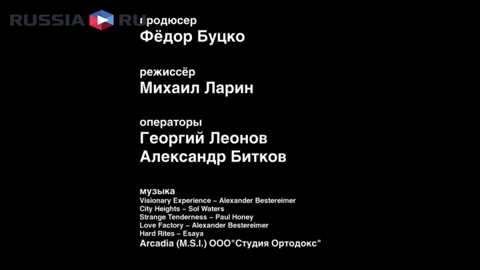 RUSSIA RU
продюсер
Фёдор Буцко
режиссёр
Михаил Ларин
операторы
Георгий Леонов
Александр Битков
музыка
Visionary Experience – Alexander Bestereimer
City Heights – Sol Waters
Strange Tenderness – Paul Honey
Love Factory – Alexander Bestereimer
Hard Rites – Esaya
Arcadia (M.S.I.) ООО"Студия Ортодокс"